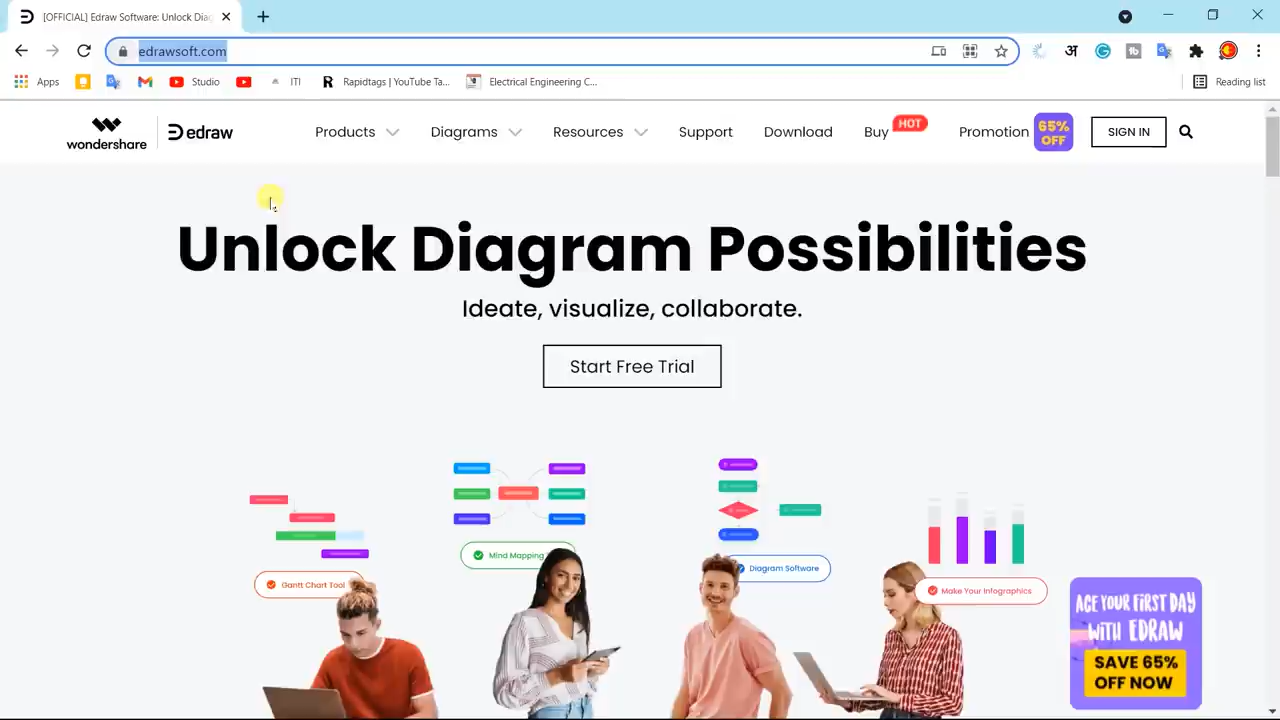 [OFFICIAL] Edraw Software: Unlock Diag
edrawsoft.com
Apps
Studio
ITI
Rapidtags | YouTube Ta...
Electrical Engineering C...
Reading list
wondershare
edraw
Products
Diagrams
Resources
Support
Download
Buy
HOT
Promotion
65%
OFF
SIGN IN
Unlock Diagram Possibilities
Ideate, visualize, collaborate.
Start Free Trial
Gantt Chart Tool
Mind Mapping
Diagram Software
Make Your Infographics
ACE YOUR FIRST DAY
WITH EDRAW
SAVE 65%
OFF NOW